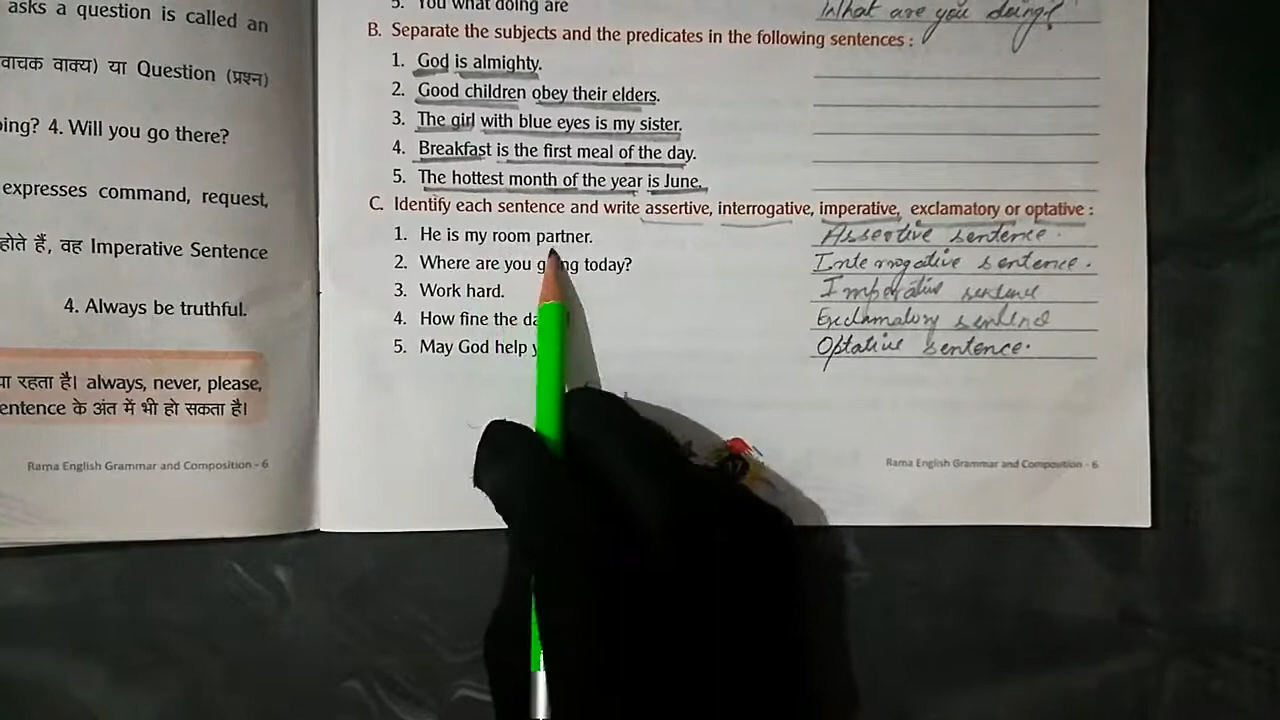 asks a question is called an
वाचक वाक्य) या Question (प्रश्न)
ing? 4. Will you go there?
expresses command, request,
होते हैं, वह Imperative Sentence
4. Always be truthful.
रहता है। always, never, please,
entence के अंत में भी हो सकता है।
Rama English Grammar and Composition - 6
5. You what doing are What are you doing?
B. Separate the subjects and the predicates in the following sentences :
1. God is almighty.
2. Good children obey their elders.
3. The girl with blue eyes is my sister.
4. Breakfast is the first meal of the day.
5. The hottest month of the year is June.
C. Identify each sentence and write assertive, interrogative, imperative, exclamatory or optative :
1. He is my room partner. Assertive sentence.
2. Where are you going today? Interrogative sentence.
3. Work hard. Imperative sentence
4. How fine the Exclamatory
5. May God help Optative sentence.
Rama English Grammar and Composition - 6